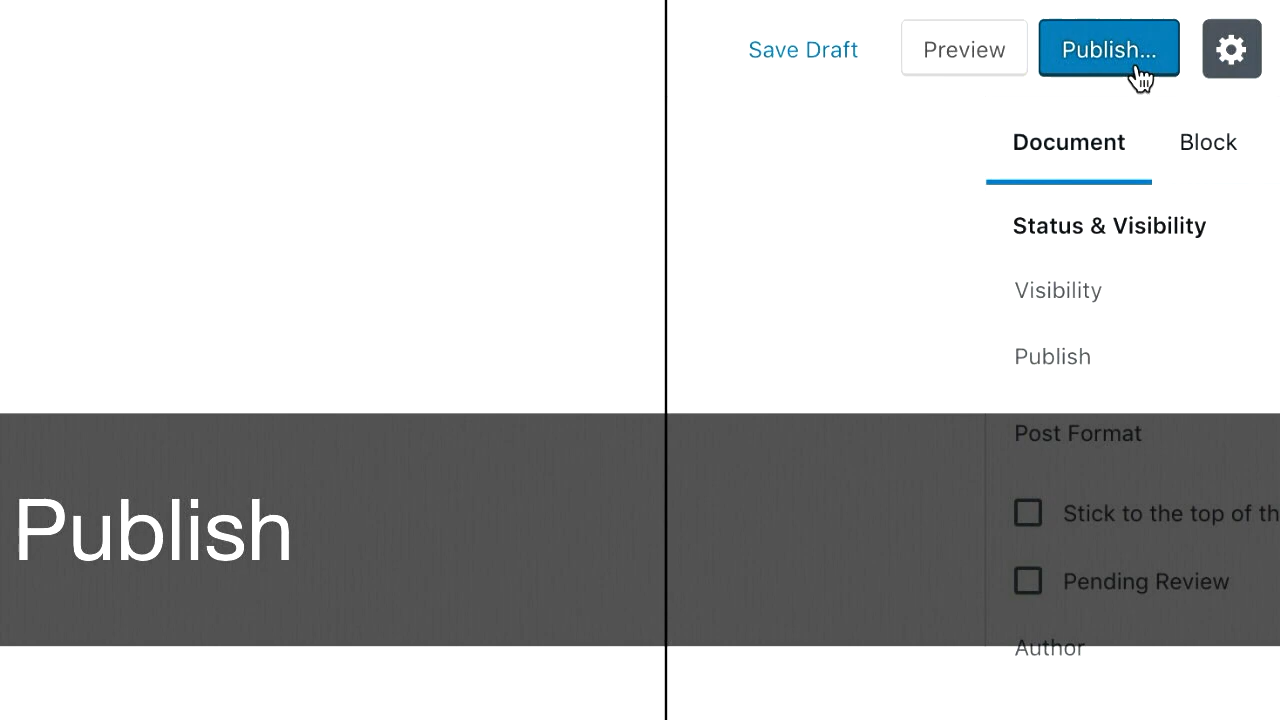 Save Draft
Preview
Publish...
Document
Block
Status & Visibility
Visibility
Publish
Post Format
Stick to the top of th
Pending Review
Author
Publish